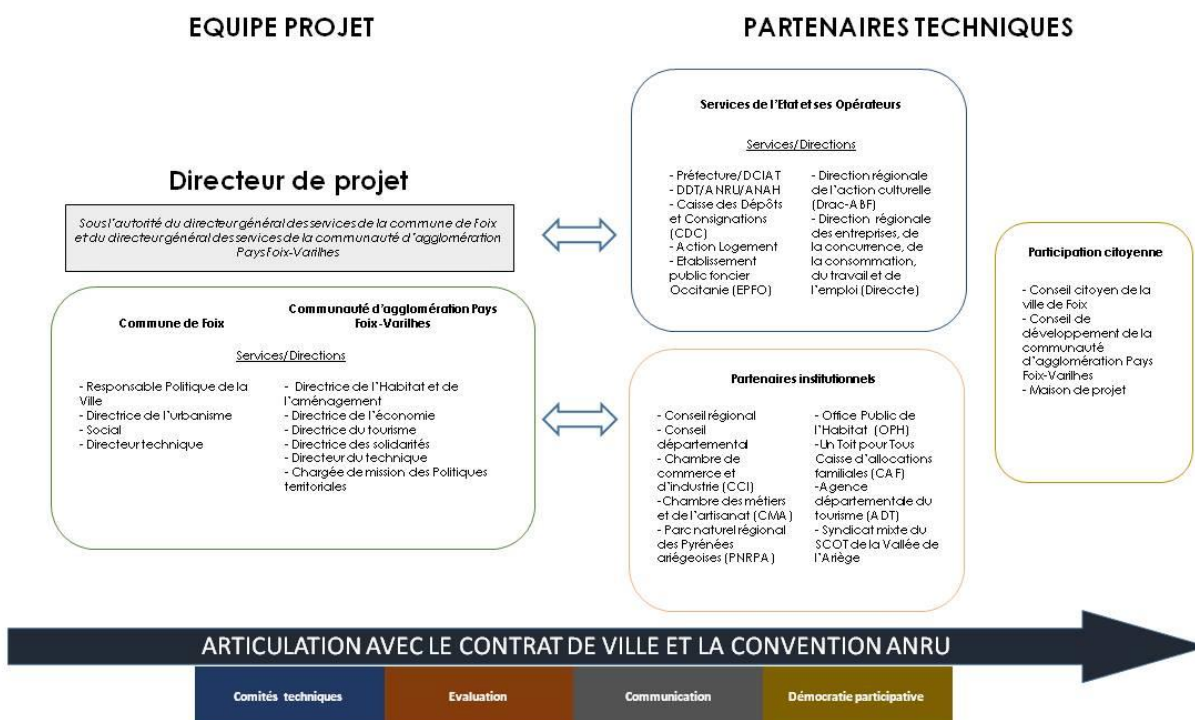 EQUIPE PROJET
PARTENAIRES TECHNIQUES
Directeur de projet
Sous l'autorité du directeur général des services de la commune de Foix
et du directeur général des services de la communauté d'agglomération
Pays Foix-Varilhes
Commune de Foix
Communauté d'agglomération Pays
Foix-Varilhes
Services/Directions
- Responsable Politique de la
Ville
- Directrice de l'urbanisme
- Social
- Directeur technique
- Directrice de l'Habitat et de
l'aménagement
- Directrice de l'économie
- Directrice du tourisme
- Directrice des solidarités
- Directeur du technique
- Chargée de mission des Politiques
territoriales
Services de l'Etat et ses Opérateurs
Services/Directions
- Préfecture/DCIAT
- DDT/ANRU/ANAH
- Caisse des Dépôts
et Consignations
(CDC)
- Action Logement
- Etablissement
public foncier
Occitanie (EPFO)
- Direction régionale
de l'action culturelle
(Drac-ABF)
- Direction régionale
des entreprises, de
la concurrence, de
la consommation,
du travail et de
l'emploi (Direccte)
Partenaires institutionnels
- Conseil régional
- Conseil
départemental
- Chambre de
commerce et
d'industrie (CCI)
-Chambre des métiers
et de l'artisanat (CMA)
- Parc naturel régional
des Pyrénées
ariégeoises (PNRPA)
- Office Public de
l'Habitat (OPH)
-Un Toit pour Tous
Caisse d'allocations
familiales (CAF)
-Agence
départementale du
tourisme (ADT)
- Syndicat mixte du
SCOT de la Vallée de
l'Ariège
Participation citoyenne
- Conseil citoyen de la
ville de Foix
- Conseil de
développement de la
communauté
d'agglomération Pays
Foix-Varilhes
- Maison de projet
ARTICULATION AVEC LE CONTRAT DE VILLE ET LA CONVENTION ANRU
Comités techniques
Evaluation
Communication
Démocratie participative